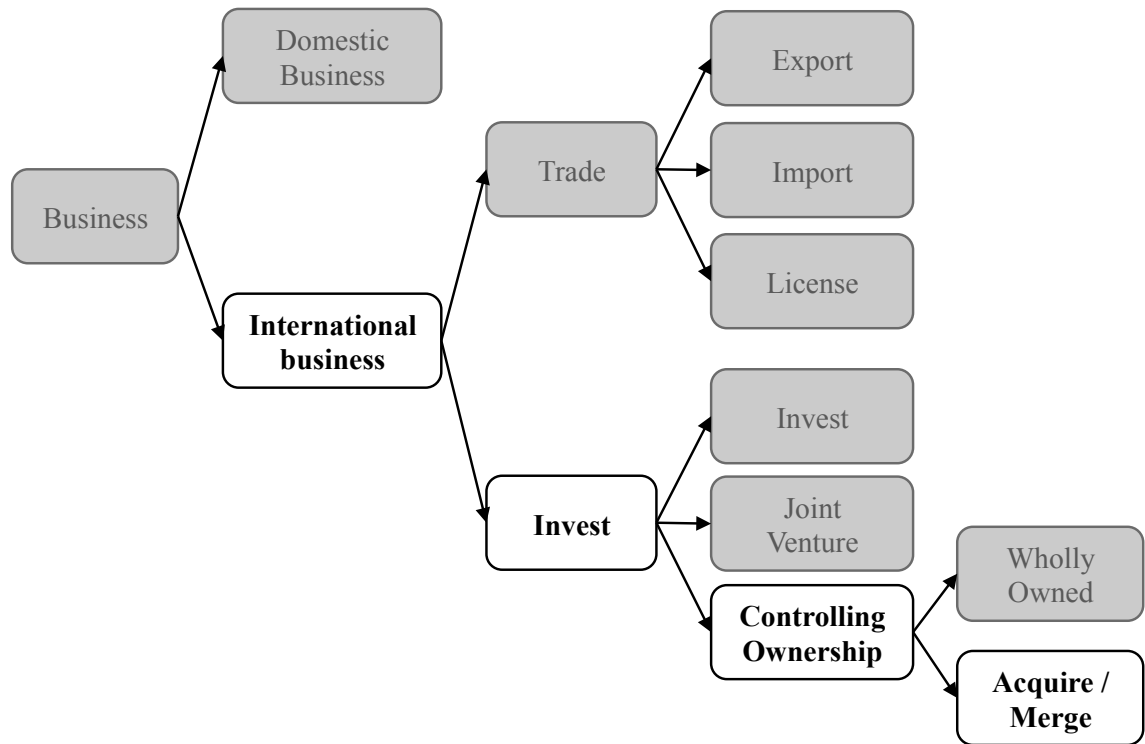 Domestic
Business
Export
Trade
Import
Business
License
International
business
Invest
Invest
Joint
Venture
Wholly
Owned
Controlling
Ownership
Acquire /
Merge